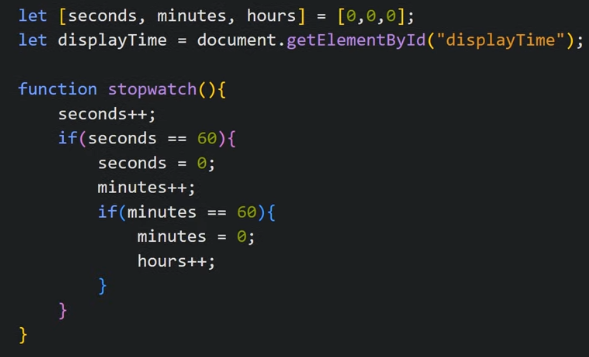 let [seconds, minutes, hours] = [0,0,0];
let displayTime = document.getElementById("displayTime");

function stopwatch(){
    seconds++;
    if(seconds == 60){
        seconds = 0;
        minutes++;
        if(minutes == 60){
            minutes = 0;
            hours++;
        }
    }
}